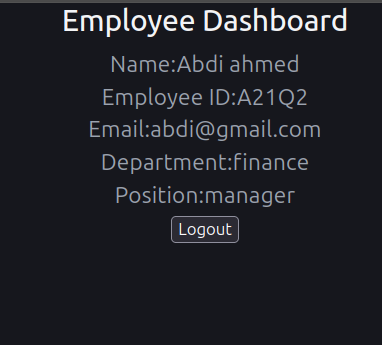 Employee Dashboard
Name:Abdi ahmed
Employee ID:A21Q2
Email:abdi@gmail.com
Department:finance
Position:manager
Logout